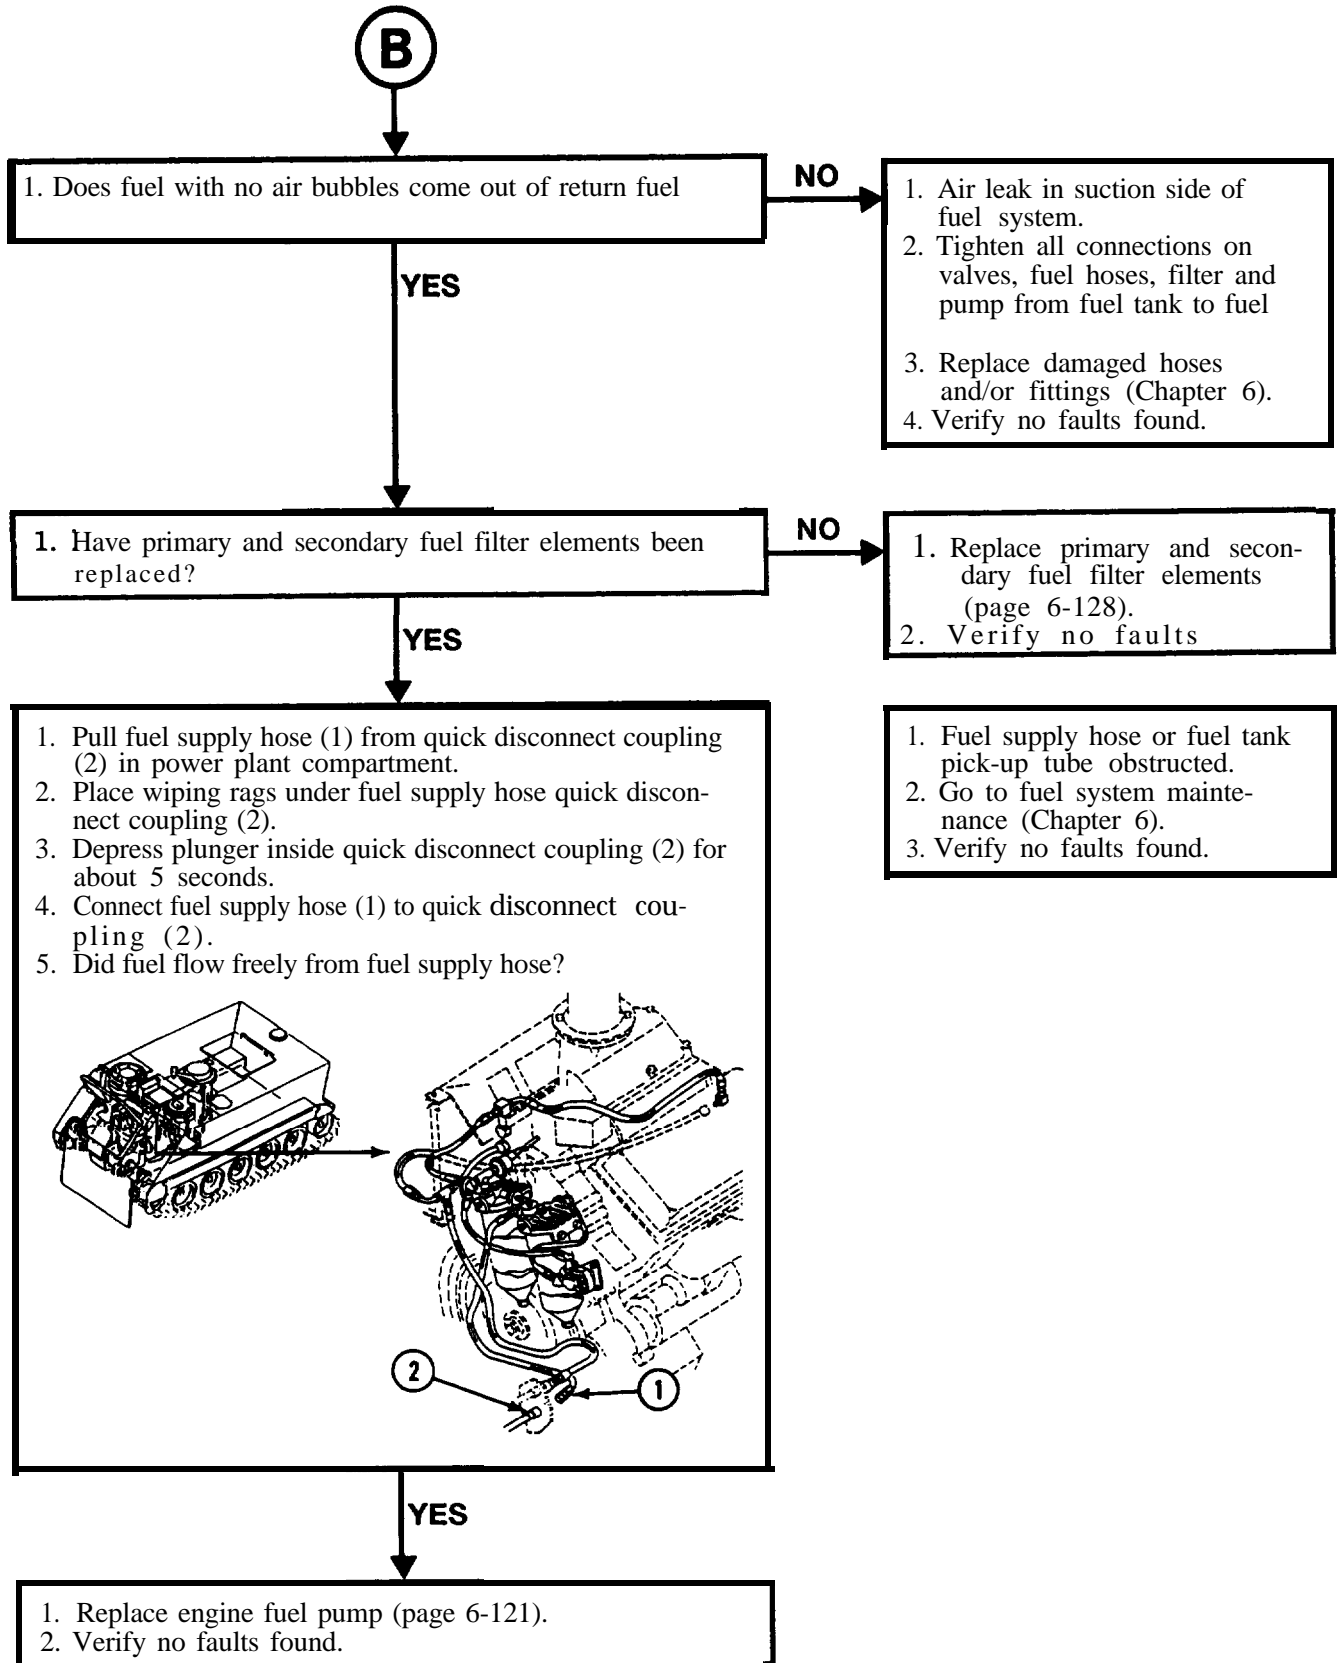 B
1. Does fuel with no air bubbles come out of return fuel
NO
1. Air leak in suction side of
fuel system.
2. Tighten all connections on
valves, fuel hoses, filter and
pump from fuel tank to fuel
3. Replace damaged hoses
and/or fittings (Chapter 6).
4. Verify no faults found.
YES
1. Have primary and secondary fuel filter elements been
replaced?
NO
1. Replace primary and secon-
dary fuel filter elements
(page 6-128).
2. Verify no faults
YES
1. Pull fuel supply hose (1) from quick disconnect coupling
(2) in power plant compartment.
2. Place wiping rags under fuel supply hose quick discon-
nect coupling (2).
3. Depress plunger inside quick disconnect coupling (2) for
about 5 seconds.
4. Connect fuel supply hose (1) to quick disconnect cou-
pling (2).
5. Did fuel flow freely from fuel supply hose?
1. Fuel supply hose or fuel tank
pick-up tube obstructed.
2. Go to fuel system mainte-
nance (Chapter 6).
3. Verify no faults found.
2
1
YES
1. Replace engine fuel pump (page 6-121).
2. Verify no faults found.